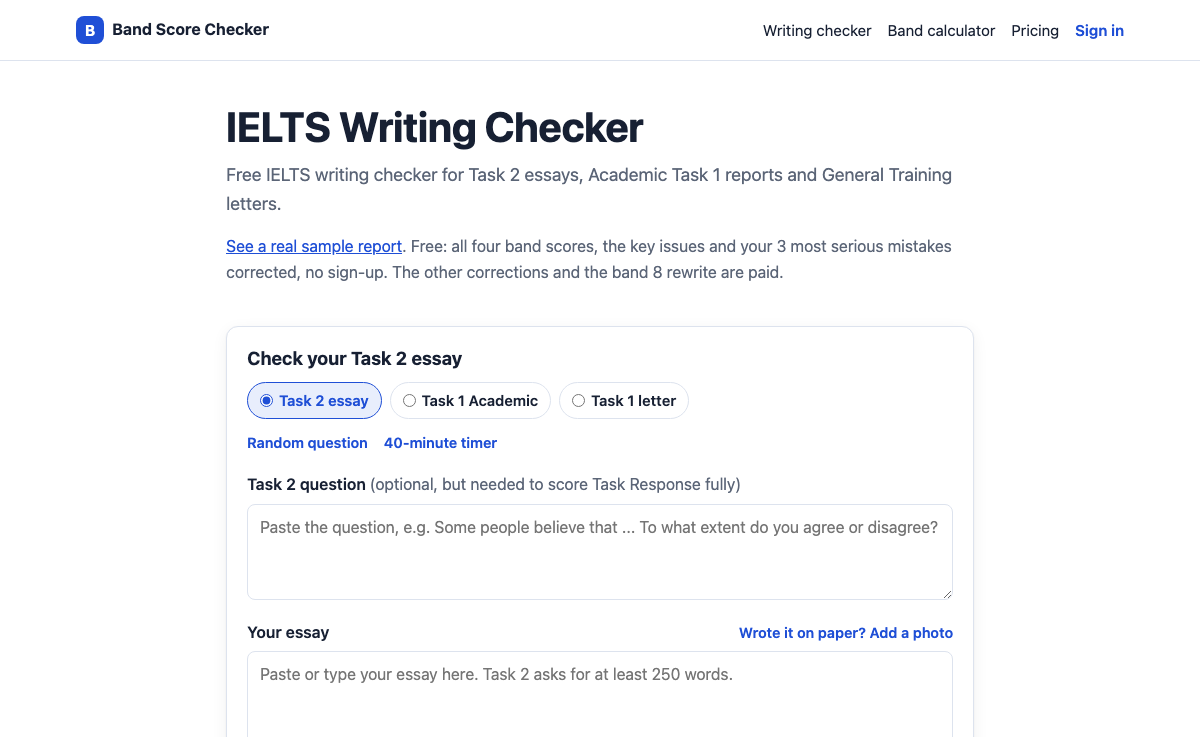 B Band Score Checker
Writing checker Band calculator Pricing Sign in
IELTS Writing Checker
Free IELTS writing checker for Task 2 essays, Academic Task 1 reports and General Training
letters.
See a real sample report. Free: all four band scores, the key issues and your 3 most serious mistakes
corrected, no sign-up. The other corrections and the band 8 rewrite are paid.
Check your Task 2 essay
Task 2 essay Task 1 Academic Task 1 letter
Random question 40-minute timer
Task 2 question (optional, but needed to score Task Response fully)
Paste the question, e.g. Some people believe that ... To what extent do you agree or disagree?
Your essay Wrote it on paper? Add a photo
Paste or type your essay here. Task 2 asks for at least 250 words.